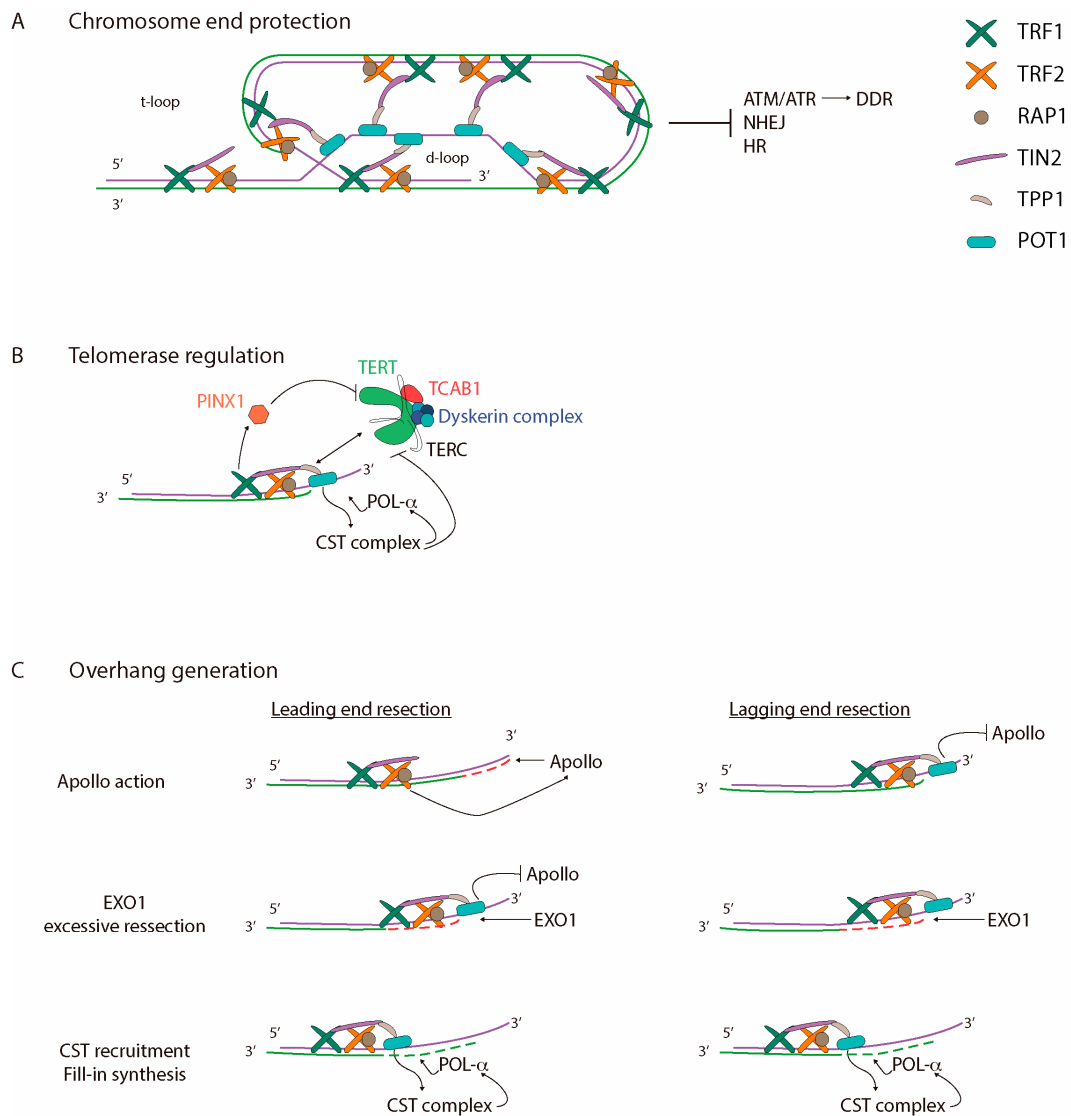 A Chromosome end protection
t-loop
d-loop
5′
3′
3′
ATM/ATR DDR
NHEJ
HR
TRF1
TRF2
RAP1
TIN2
TPP1
POT1
B Telomerase regulation
TERT
TCAB1
PINX1
Dyskerin complex
TERC
3′
5′
3′
POL-α
CST complex
C Overhang generation
Leading end resection
Lagging end resection
Apollo action
3′
5′
3′
Apollo
Apollo
3′
5′
3′
EXO1
excessive ressection
Apollo
3′
5′
3′
EXO1
3′
5′
3′
EXO1
CST recruitment
Fill-in synthesis
3′
5′
3′
POL-α
CST complex
3′
5′
3′
POL-α
CST complex